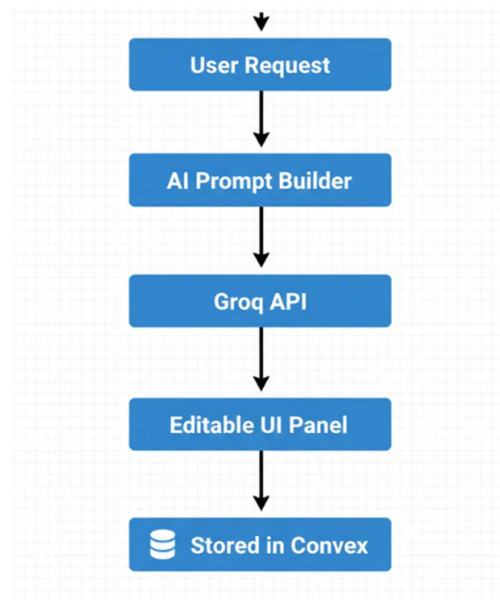 User Request
AI Prompt Builder
Groq API
Editable UI Panel
Stored in Convex